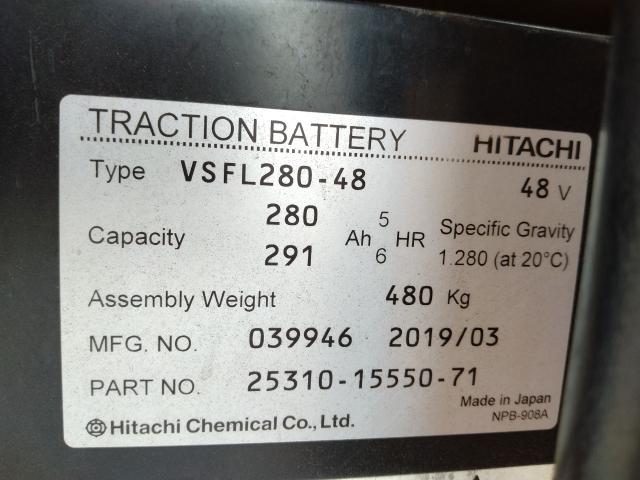 TRACTION BATTERY HITACHI
Type VSFL280-48 48 V
Capacity 280 291 Ah 5 6 HR Specific Gravity
1.280 (at 20°C)
Assembly Weight 480 Kg
MFG. NO. 039946 2019/03
PART NO. 25310-15550-71
Made in Japan
NPB-908A
Hitachi Chemical Co., Ltd.